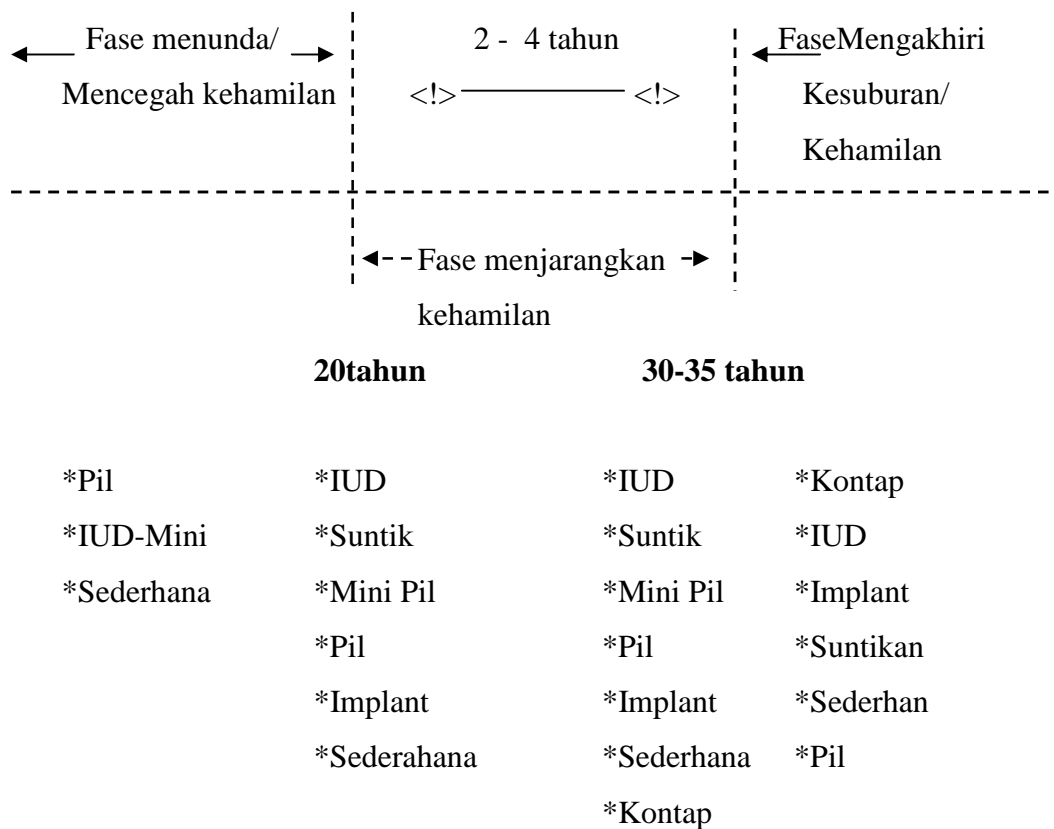 Fase menunda/ 2 - 4 tahun FaseMengakhiri
Mencegah kehamilan <!> <!> Kesuburan/
Kehamilan
Fase menjarangkan
kehamilan
20tahun 30-35 tahun
*Pil *IUD *IUD *Kontap
*IUD-Mini *Suntik *Suntik *IUD
*Sederhana *Mini Pil *Mini Pil *Implant
*Pil *Pil *Suntikan
*Implant *Implant *Sederhan
*Sederahana *Sederhana *Pil
*Kontap